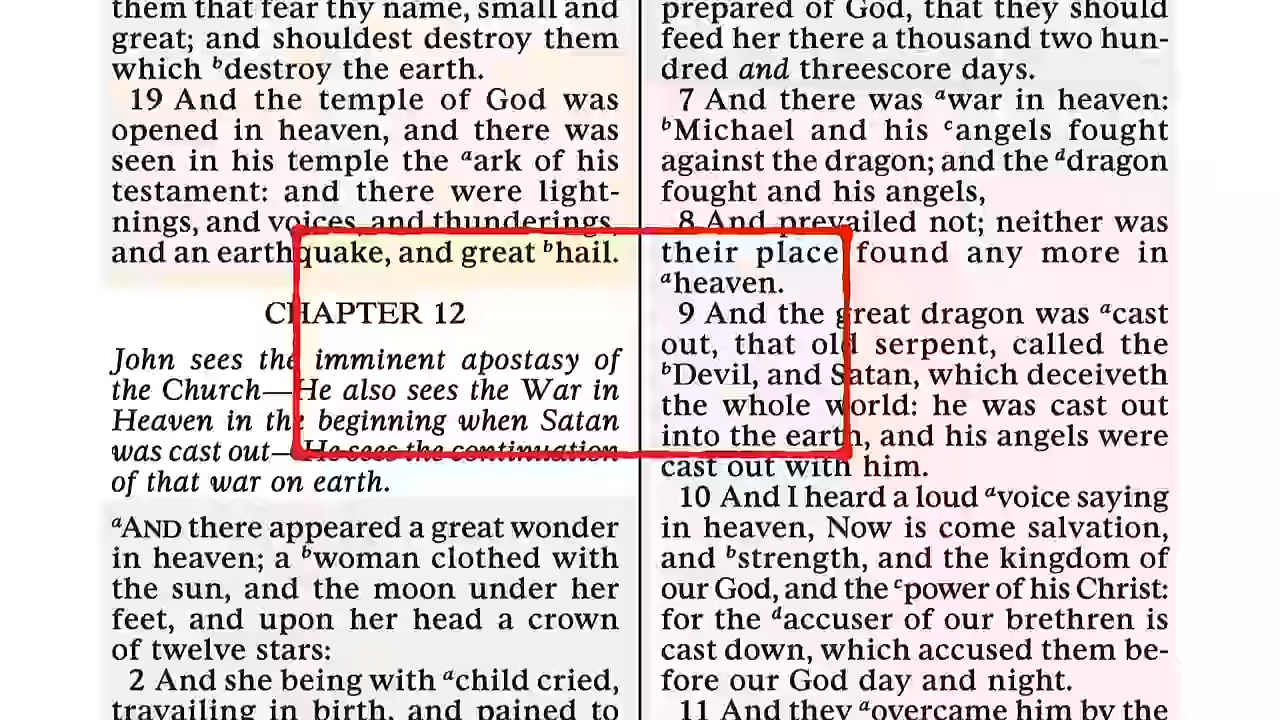 them that fear thy name, small and
great; and shouldest destroy them
which bdestroy the earth.
19 And the temple of God was
opened in heaven, and there was
seen in his temple the aark of his
testament: and there were light-
nings, and voices, and thunderings,
and an earthquake, and great bhail.
CHAPTER 12
John sees the imminent apostasy of
the Church—He also sees the War in
Heaven in the beginning when Satan
was cast out—He sees the continuation
of that war on earth.
aAND there appeared a great wonder
in heaven; a bwoman clothed with
the sun, and the moon under her
feet, and upon her head a crown
of twelve stars:
2 And she being with achild cried,
travailing in birth, and pained to
prepared of God, that they should
feed her there a thousand two hun-
dred and threescore days.
7 And there was awar in heaven:
bMichael and his cangels fought
against the dragon; and the ddragon
fought and his angels,
8 And prevailed not; neither was
their place found any more in
aheaven.
9 And the great dragon was acast
out, that old serpent, called the
bDevil, and Satan, which deceiveth
the whole world: he was cast out
into the earth, and his angels were
cast out with him.
10 And I heard a loud avoice saying
in heaven, Now is come salvation,
and bstrength, and the kingdom of
our God, and the cpower of his Christ:
for the daccuser of our brethren is
cast down, which accused them be-
fore our God day and night.
11 And they aovercame him by the